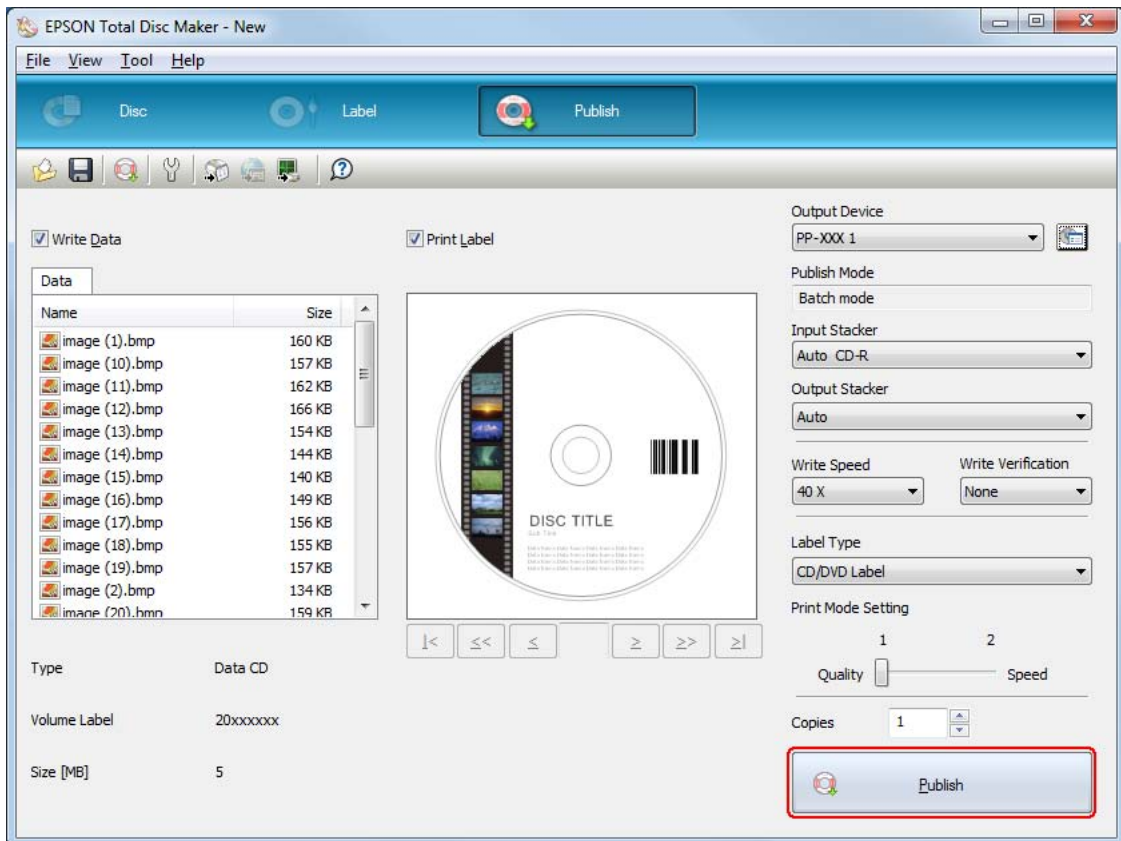 EPSON Total Disc Maker - New
File View Tool Help
Disc Label Publish
Write Data
Print Label
Data
Name Size
image (1).bmp 160 KB
image (10).bmp 157 KB
image (11).bmp 162 KB
image (12).bmp 166 KB
image (13).bmp 154 KB
image (14).bmp 144 KB
image (15).bmp 140 KB
image (16).bmp 149 KB
image (17).bmp 156 KB
image (18).bmp 155 KB
image (19).bmp 157 KB
image (2).bmp 134 KB
image (20).bmp 159 KB
DISC TITLE
Sub Title
|<
<<
<
>
>>
>|
Type Data CD
Volume Label 20xxxxxx
Size [MB] 5
Output Device
PP-XXX 1
Publish Mode
Batch mode
Input Stacker
Auto CD-R
Output Stacker
Auto
Write Speed Write Verification
40 X None
Label Type
CD/DVD Label
Print Mode Setting
1 2
Quality Speed
Copies 1
Publish